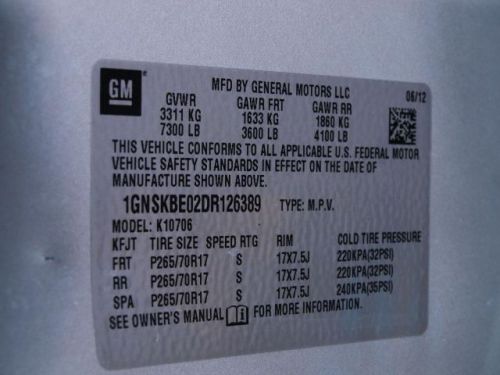 GM
MFD BY GENERAL MOTORS LLC
06/12
GVWR GAWR FRT GAWR RR
3311 KG 1633 KG 1860 KG
7300 LB 3600 LB 4100 LB
THIS VEHICLE CONFORMS TO ALL APPLICABLE U.S. FEDERAL MOTOR
VEHICLE SAFETY STANDARDS IN EFFECT ON THE DATE OF
MANUFACTURE SHOWN ABOVE.
1GNSKBE02DR126389 TYPE: M.P.V.
MODEL: K10706
KFJT TIRE SIZE SPEED RTG RIM COLD TIRE PRESSURE
FRT P265/70R17 S 17X7.5J 220KPA(32PSI)
RR P265/70R17 S 17X7.5J 220KPA(32PSI)
SPA P265/70R17 S 17X7.5J 240KPA(35PSI)
SEE OWNER'S MANUAL FOR MORE INFORMATION.